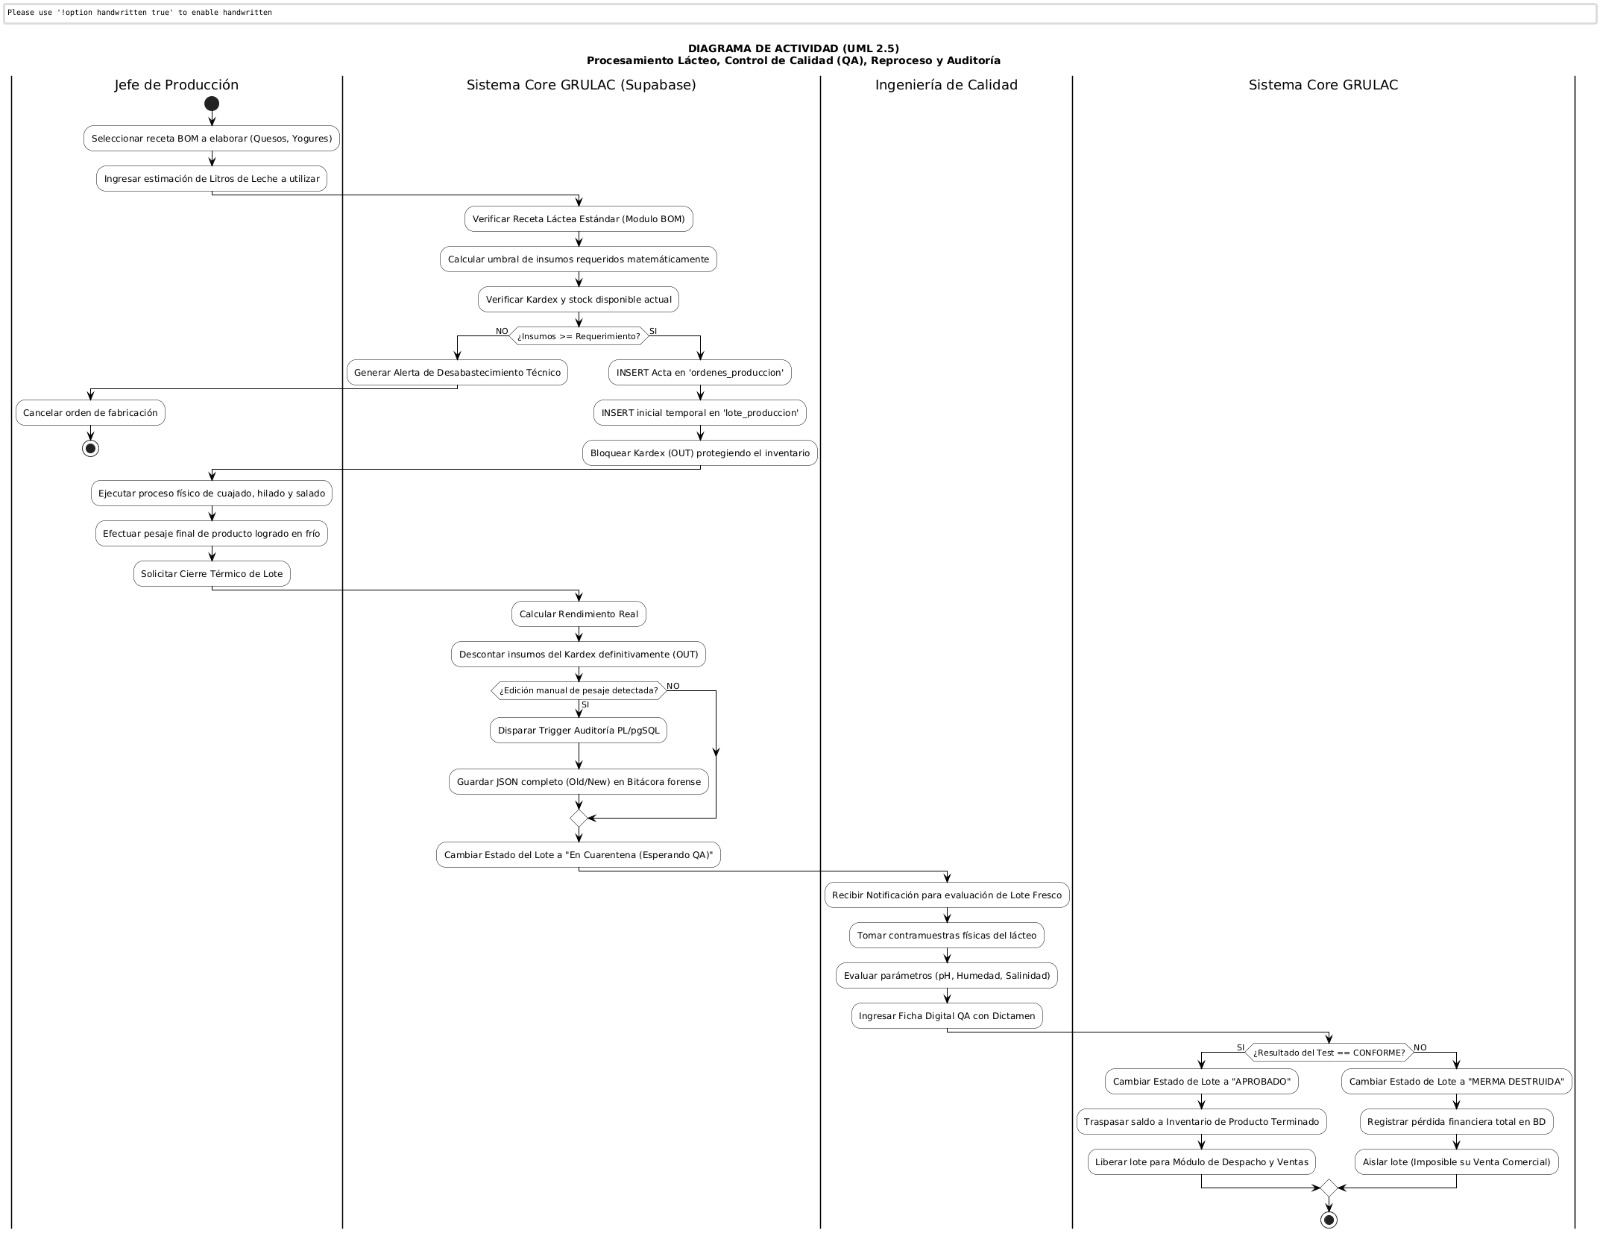 Please use '!option handwritten true' to enable handwritten
DIAGRAMA DE ACTIVIDAD (UML 2.5)
Procesamiento Lácteo, Control de Calidad (QA), Reproceso y Auditoría
Jefe de Producción
Sistema Core GRULAC (Supabase)
Ingeniería de Calidad
Sistema Core GRULAC
Seleccionar receta BOM a elaborar (Quesos, Yogures)
Ingresar estimación de Litros de Leche a utilizar
Verificar Receta Láctea Estándar (Modulo BOM)
Calcular umbral de insumos requeridos matemáticamente
Verificar Kardex y stock disponible actual
NO
¿Insumos >= Requerimiento?
SI
Generar Alerta de Desabastecimiento Técnico
INSERT Acta en 'ordenes_produccion'
Cancelar orden de fabricación
INSERT inicial temporal en 'lote_produccion'
Bloquear Kardex (OUT) protegiendo el inventario
Ejecutar proceso físico de cuajado, hilado y salado
Efectuar pesaje final de producto logrado en frío
Solicitar Cierre Térmico de Lote
Calcular Rendimiento Real
Descontar insumos del Kardex definitivamente (OUT)
¿Edición manual de pesaje detectada?
NO
SI
Disparar Trigger Auditoría PL/pgSQL
Guardar JSON completo (Old/New) en Bitácora forense
Cambiar Estado del Lote a "En Cuarentena (Esperando QA)"
Recibir Notificación para evaluación de Lote Fresco
Tomar contramuestras físicas del lácteo
Evaluar parámetros (pH, Humedad, Salinidad)
Ingresar Ficha Digital QA con Dictamen
SI
¿Resultado del Test == CONFORME?
NO
Cambiar Estado de Lote a "APROBADO"
Cambiar Estado de Lote a "MERMA DESTRUIDA"
Traspasar saldo a Inventario de Producto Terminado
Registrar pérdida financiera total en BD
Liberar lote para Módulo de Despacho y Ventas
Aislar lote (Imposible su Venta Comercial)